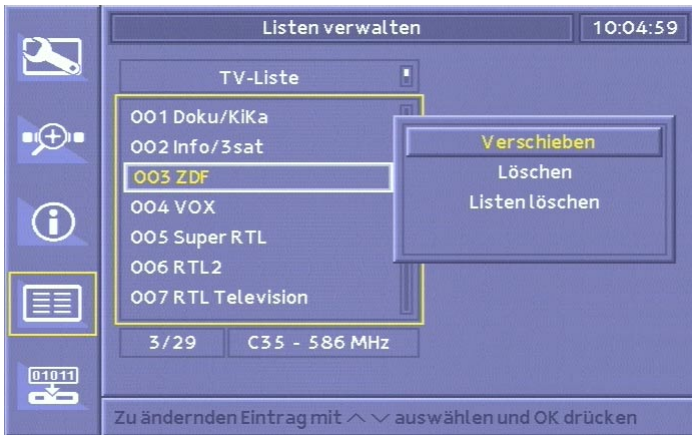 Listen verwalten
10:04:59
TV-Liste
001 Doku/KiKa
002 Info/3sat
003 ZDF
004 VOX
005 Super RTL
006 RTL2
007 RTL Television
Verschieben
Löschen
Listen löschen
3/29
C35 - 586 MHz
01011
Zu ändernden Eintrag mit ︿ ﹀ auswählen und OK drücken